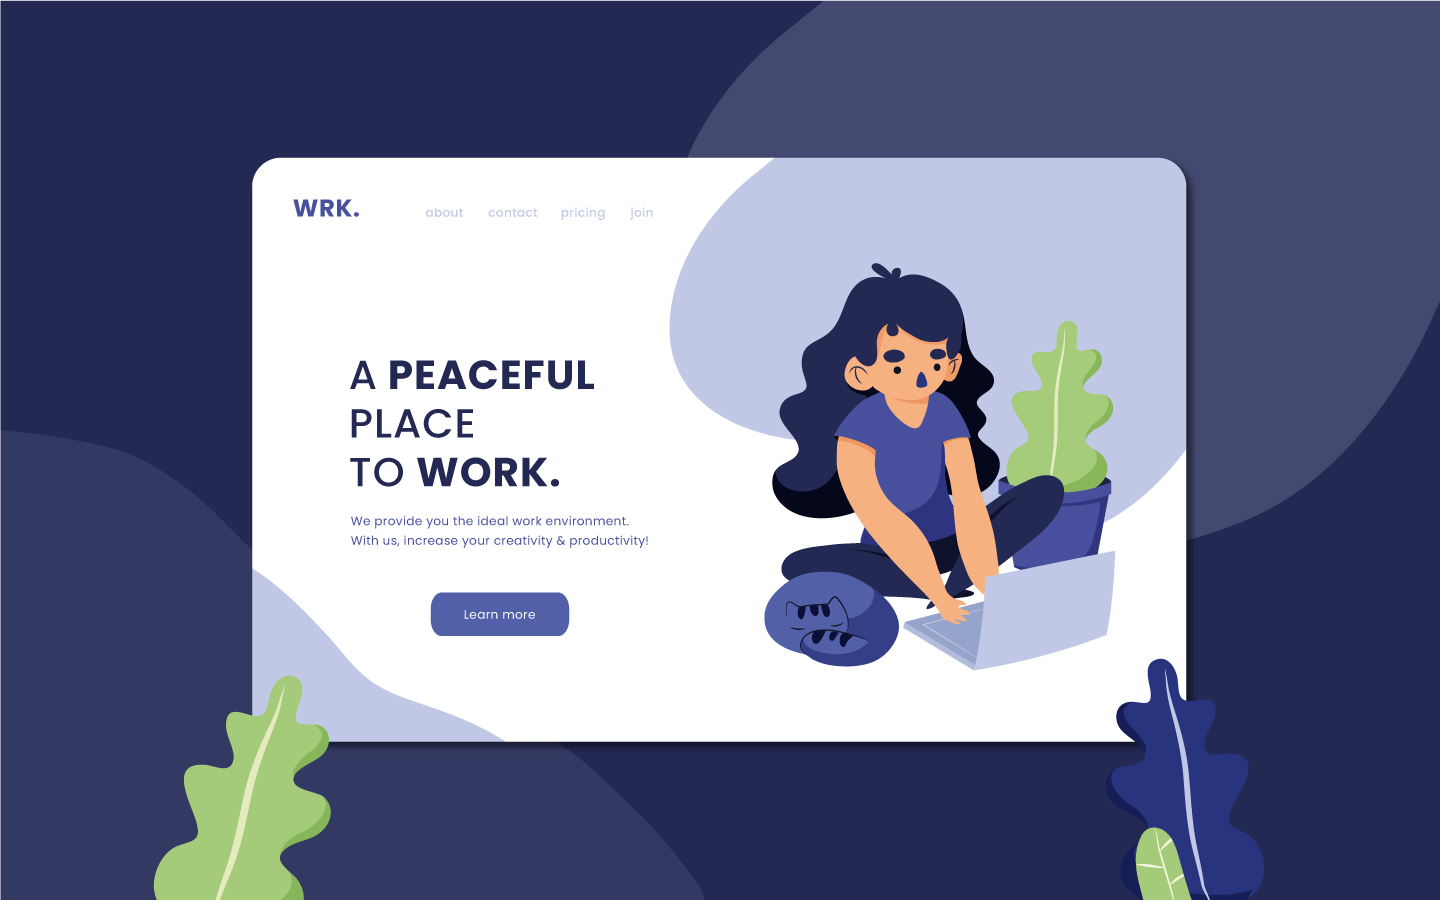 WRK.
about contact pricing join
A PEACEFUL
PLACE
TO WORK.
We provide you the ideal work environment.
With us, increase your creativity & productivity!
Learn more